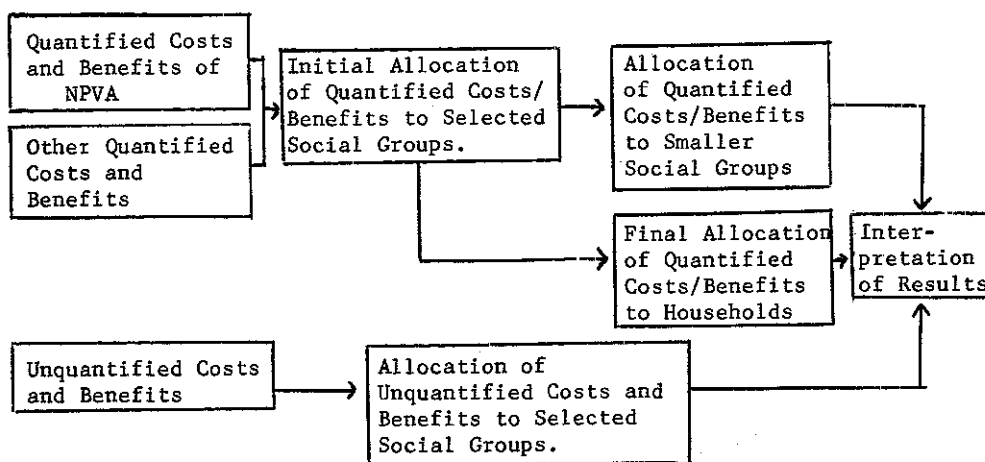 Quantified Costs
and Benefits of
NPVA
Other Quantified
Costs and
Benefits
Initial Allocation
of Quantified Costs/
Benefits to Selected
Social Groups.
Allocation
of Quantified
Costs/Benefits
to Smaller
Social Groups
Final Allocation
of Quantified
Costs/Benefits
to Households
Inter-
pretation
of Results
Unquantified Costs
and Benefits
Allocation of
Unquantified Costs and
Benefits to Selected
Social Groups.